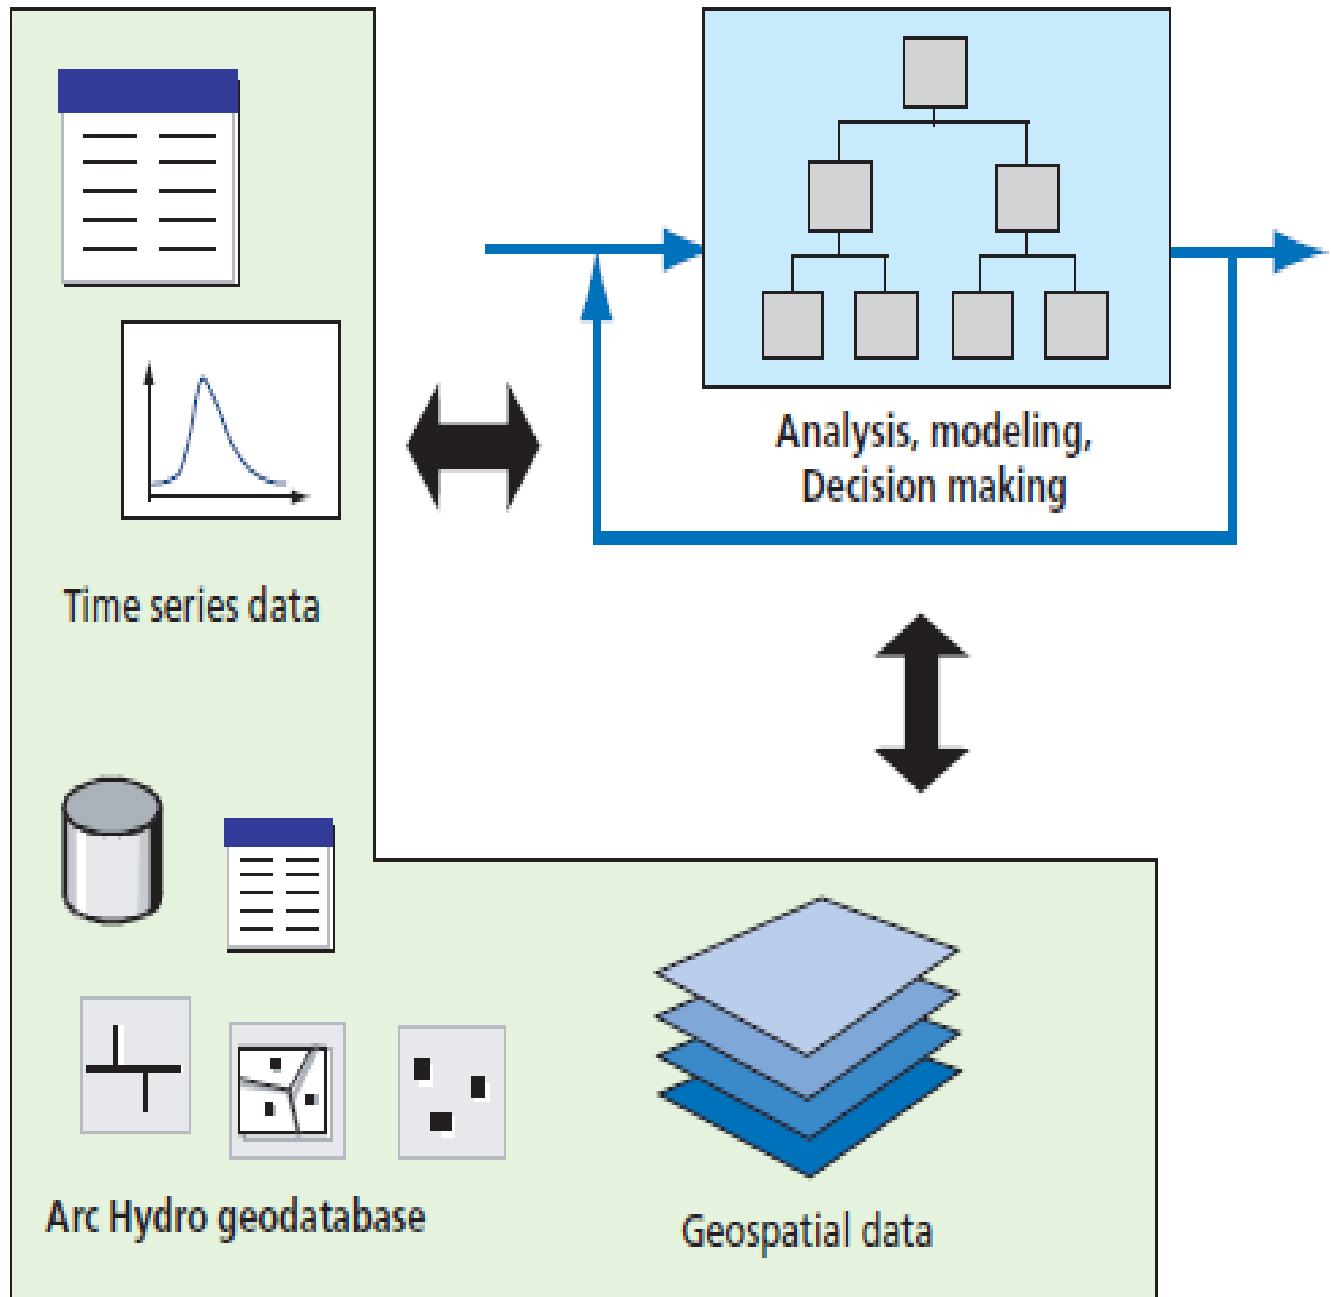 Analysis, modeling,
Decision making
Time series data
Arc Hydro geodatabase
Geospatial data